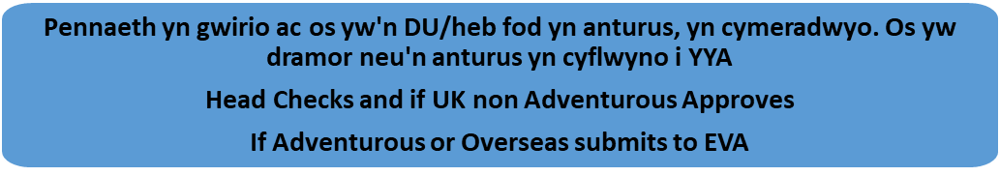 Pennaeth yn gwirio ac os yw'n DU/heb fod yn anturus, yn cymeradwyo. Os yw
dramor neu'n anturus yn cyflwyno i YYA
Head Checks and if UK non Adventurous Approves
If Adventurous or Overseas submits to EVA